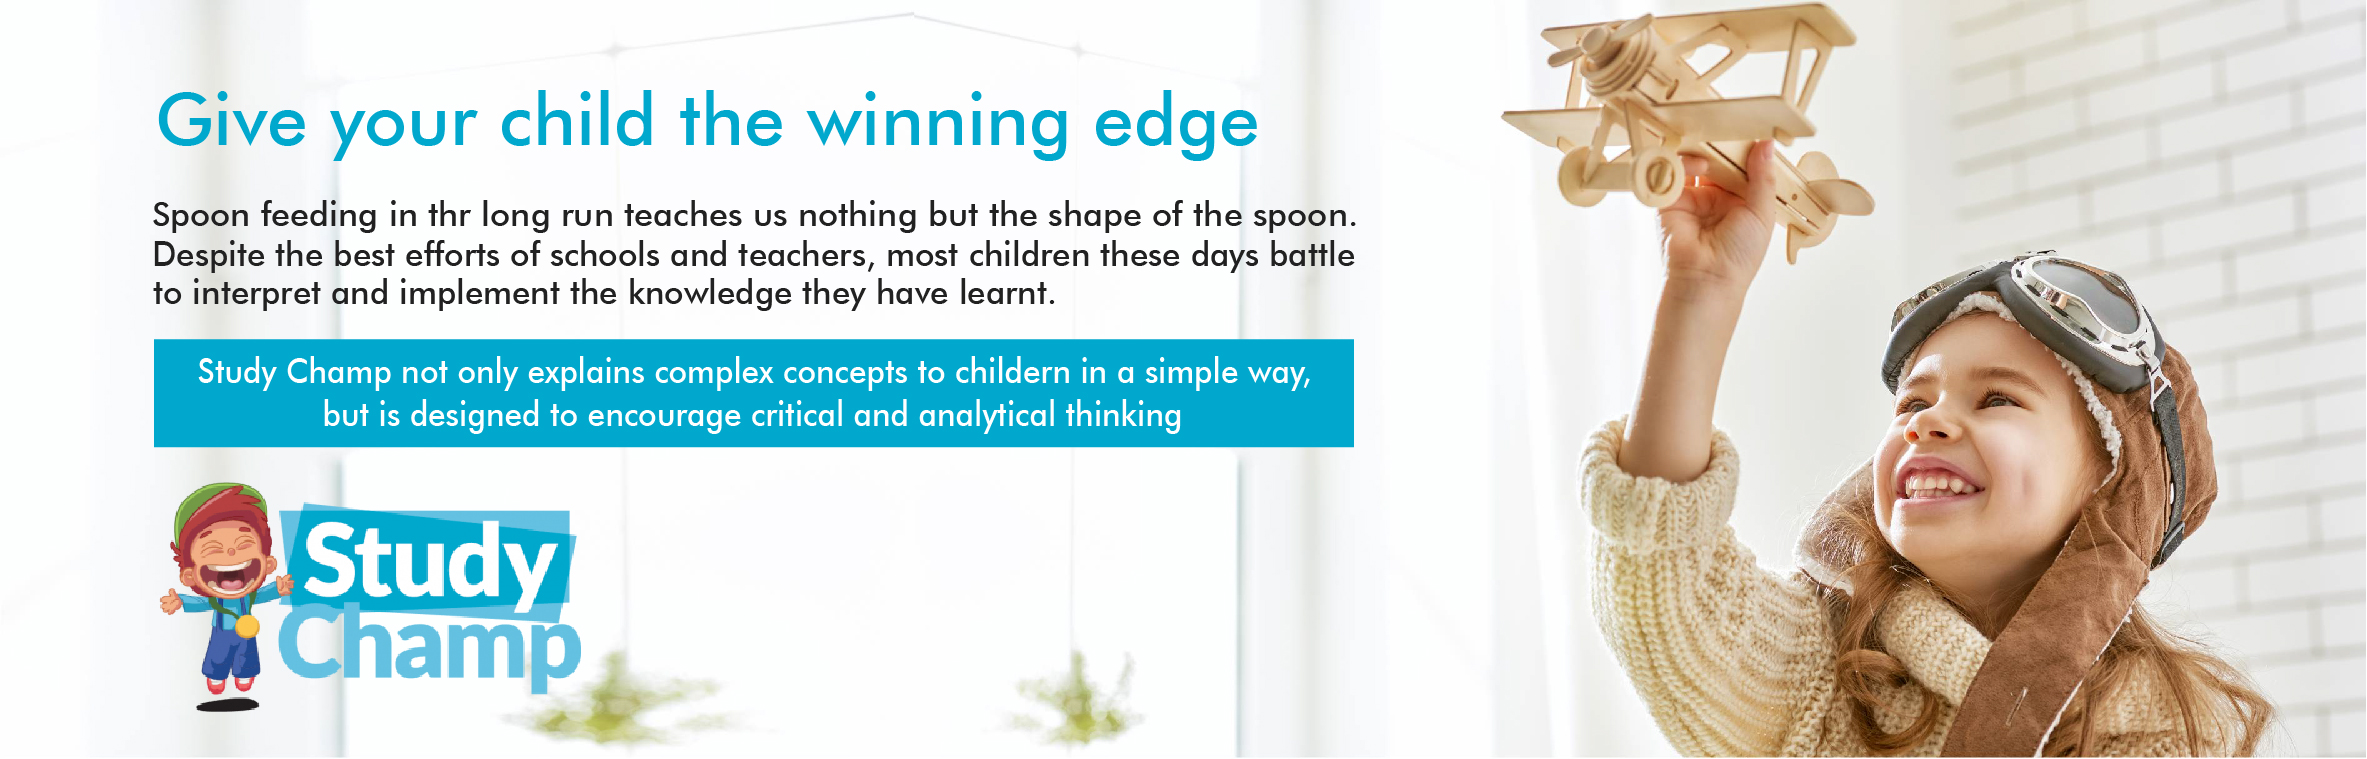 Give your child the winning edge
Spoon feeding in thr long run teaches us nothing but the shape of the spoon.
Despite the best efforts of schools and teachers, most children these days battle
to interpret and implement the knowledge they have learnt.
Study Champ not only explains complex concepts to childern in a simple way,
but is designed to encourage critical and analytical thinking
Study
Champ